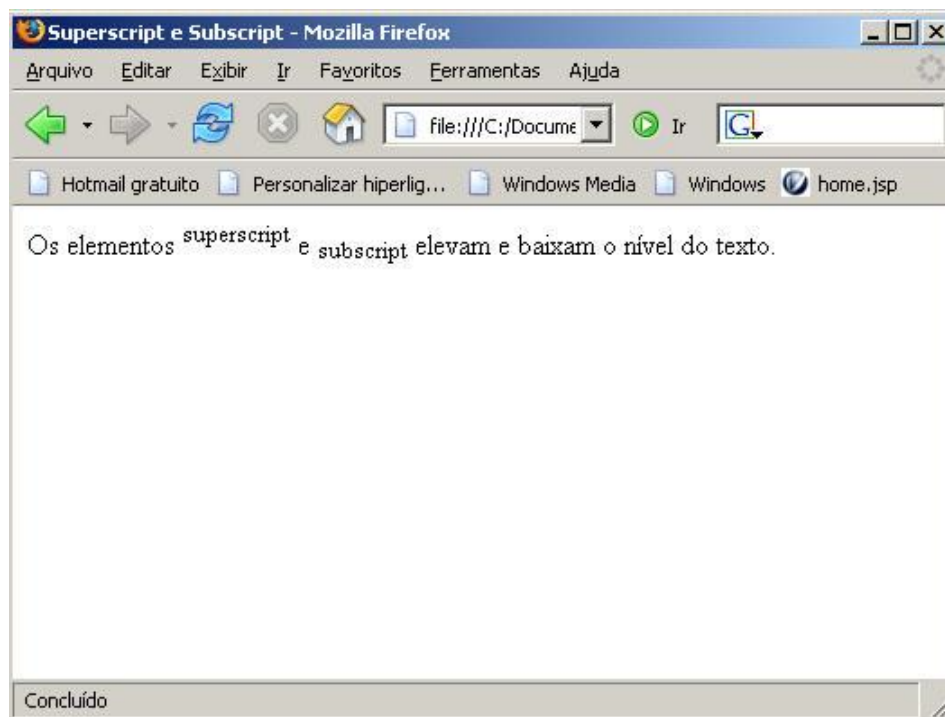 Superscript e Subscript - Mozilla Firefox
Arquivo Editar Exibir Ir Favoritos Ferramentas Ajuda
file:///C:/Docume Ir G
Hotmail gratuito Personalizar hiperlig... Windows Media Windows home.jsp
Os elementos superscript e subscript elevam e baixam o nível do texto.
Concluído